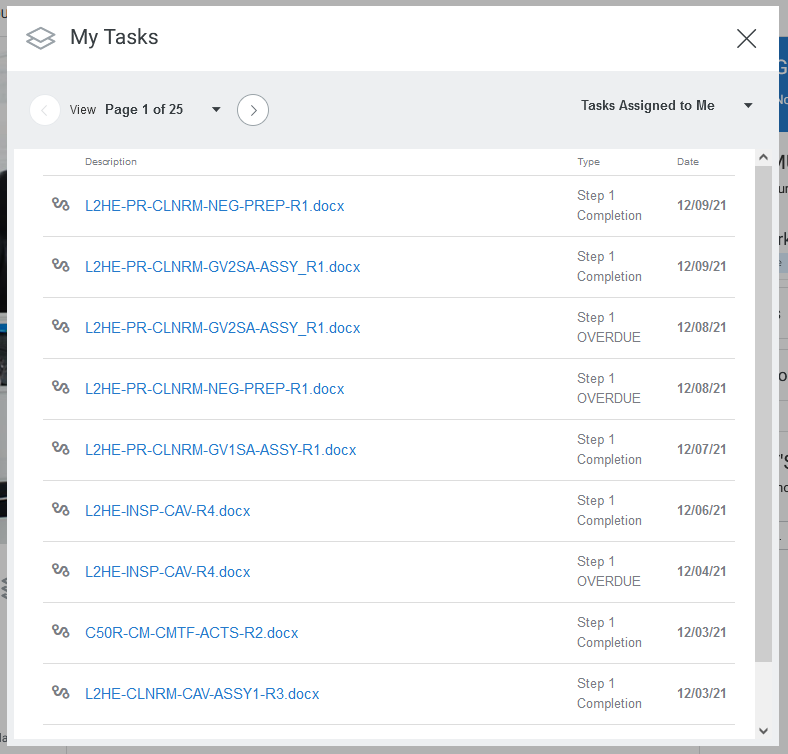 My Tasks
View Page 1 of 25
Tasks Assigned to Me
Description Type Date
L2HE-PR-CLNRM-NEG-PREP-R1.docx Step 1 Completion 12/09/21
L2HE-PR-CLNRM-GV2SA-ASSY_R1.docx Step 1 Completion 12/09/21
L2HE-PR-CLNRM-GV2SA-ASSY_R1.docx Step 1 OVERDUE 12/08/21
L2HE-PR-CLNRM-NEG-PREP-R1.docx Step 1 OVERDUE 12/08/21
L2HE-PR-CLNRM-GV1SA-ASSY-R1.docx Step 1 Completion 12/07/21
L2HE-INSP-CAV-R4.docx Step 1 Completion 12/06/21
L2HE-INSP-CAV-R4.docx Step 1 OVERDUE 12/04/21
C50R-CM-CMTF-ACTS-R2.docx Step 1 Completion 12/03/21
L2HE-CLNRM-CAV-ASSY1-R3.docx Step 1 Completion 12/03/21